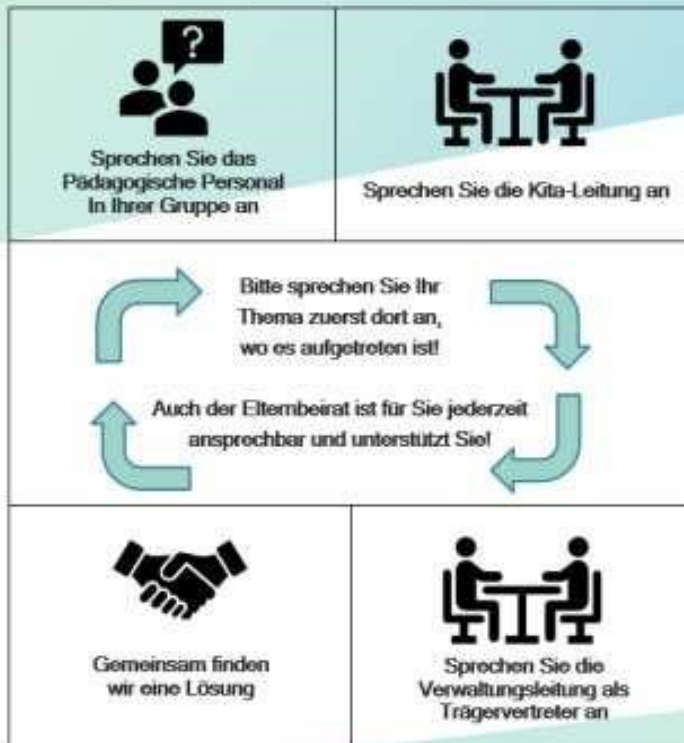 ?
Sprechen Sie das
Pädagogische Personal
In Ihrer Gruppe an
Sprechen Sie die Kita-Leitung an
Bitte sprechen Sie Ihr
Thema zuerst dort an,
wo es aufgetreten ist!
Auch der Elternbeirat ist für Sie jederzeit
ansprechbar und unterstützt Sie!
Gemeinsam finden
wir eine Lösung
Sprechen Sie die
Verwaltungsleitung als
Trägervertreter an